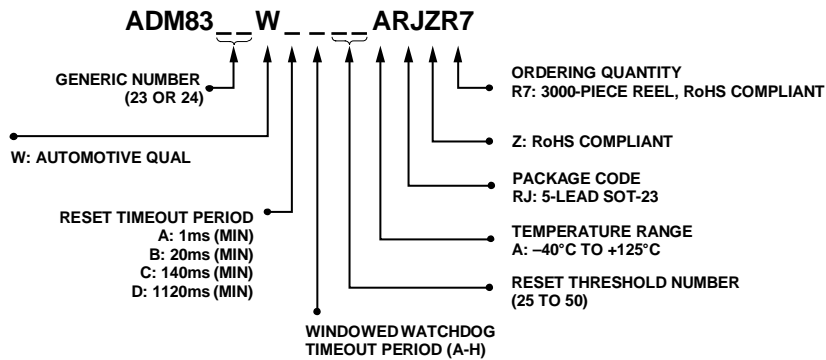 ADM83_ _ W _ _ _ _ ARJZR7
GENERIC NUMBER
(23 OR 24)
W: AUTOMOTIVE QUAL
RESET TIMEOUT PERIOD
A: 1ms (MIN)
B: 20ms (MIN)
C: 140ms (MIN)
D: 1120ms (MIN)
WINDOWED WATCHDOG
TIMEOUT PERIOD (A-H)
ORDERING QUANTITY
R7: 3000-PIECE REEL, RoHS COMPLIANT
Z: RoHS COMPLIANT
PACKAGE CODE
RJ: 5-LEAD SOT-23
TEMPERATURE RANGE
A: –40°C TO +125°C
RESET THRESHOLD NUMBER
(25 TO 50)